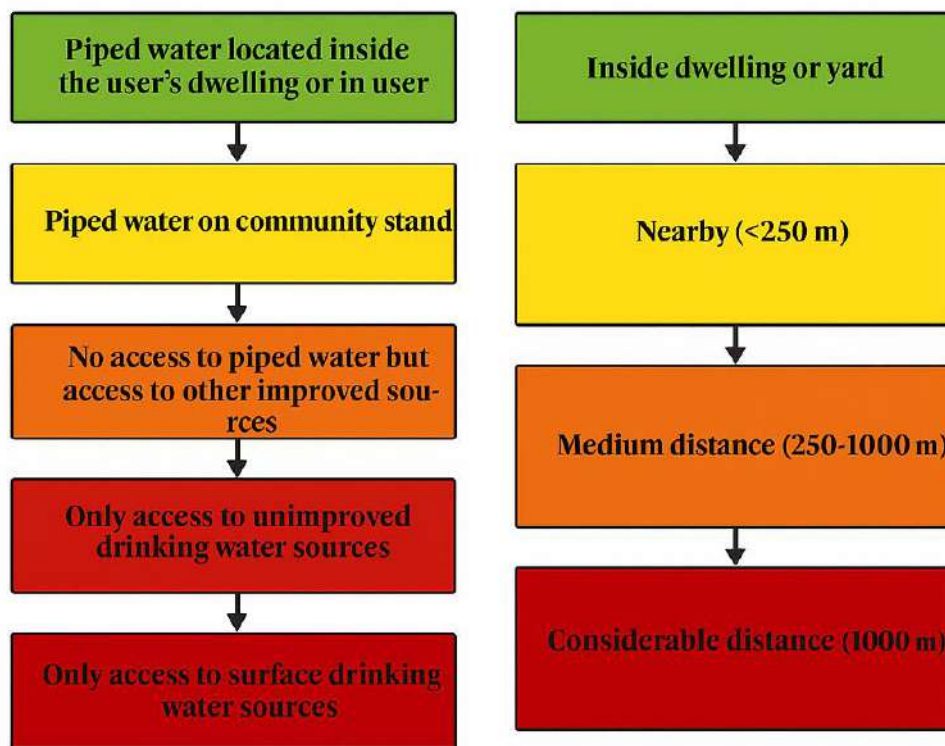 Piped water located inside
the user's dwelling or in user
Piped water on community stand
No access to piped water but
access to other improved sou-
rces
Only access to unimproved
drinking water sources
Only access to surface drinking
water sources
Inside dwelling or yard
Nearby (<250 m)
Medium distance (250-1000 m)
Considerable distance (1000 m)